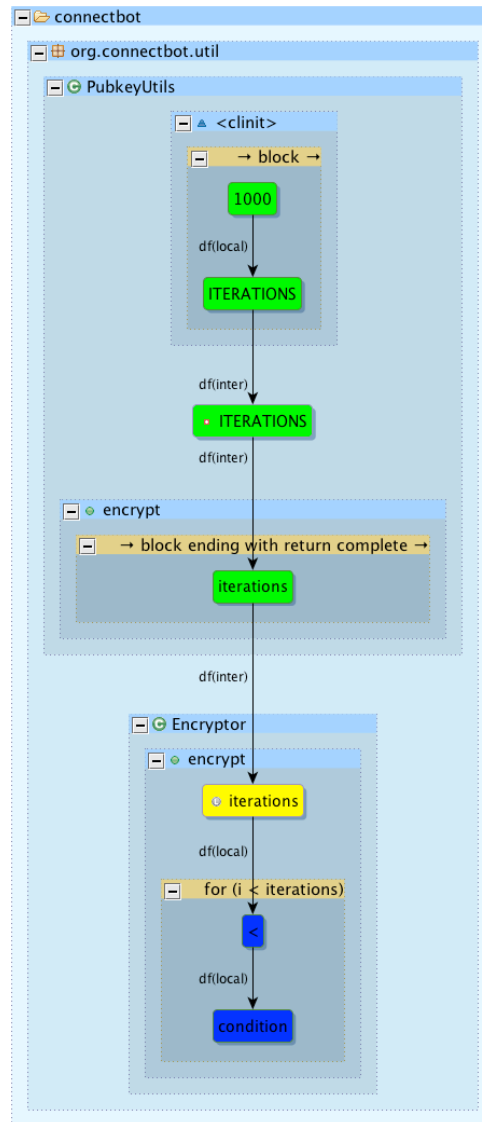 connectbot
org.connectbot.util
PubkeyUtils
<clinit>
→ block →
1000
df(local)
ITERATIONS
df(inter)
ITERATIONS
df(inter)
encrypt
→ block ending with return complete →
iterations
df(inter)
Encryptor
encrypt
iterations
df(local)
for (i < iterations)
<
df(local)
condition